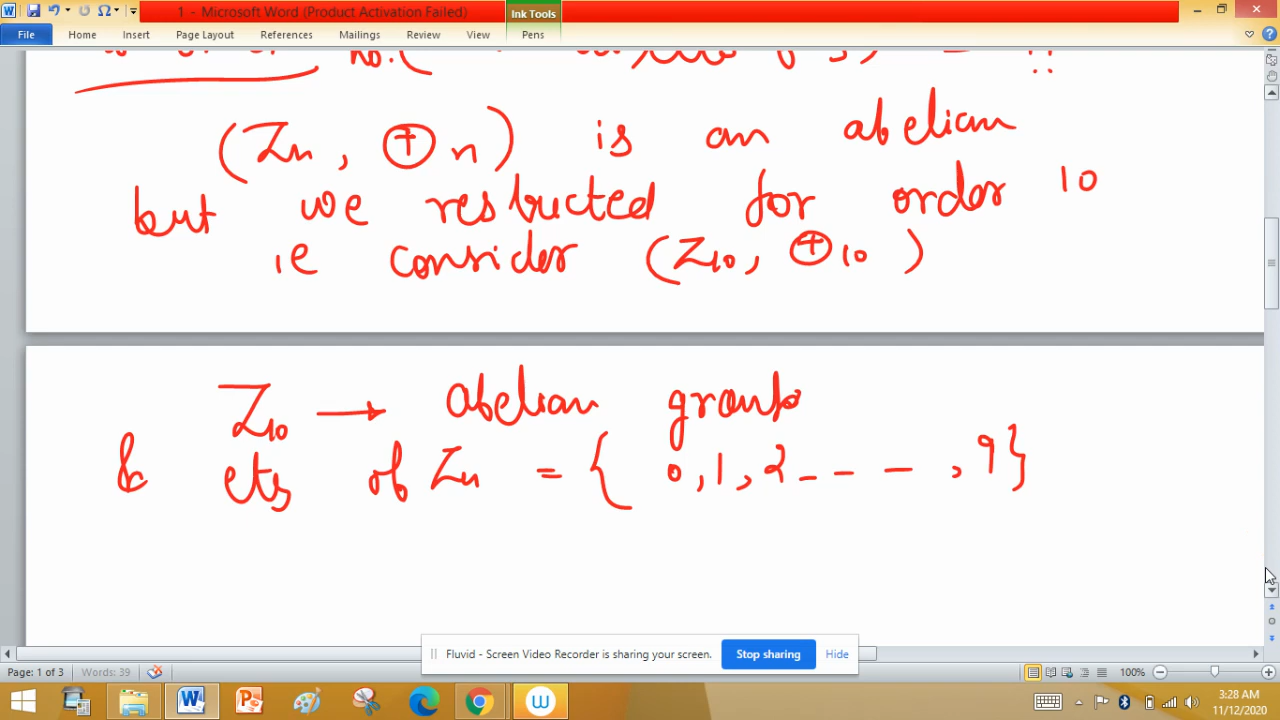 1 - Microsoft Word (Product Activation Failed)
Ink Tools
File Home Insert Page Layout References Mailings Review View Pens
no.(
(Zn, ⊕n) is an abelian
but we restricted for order 10
ie consider (Z10, ⊕10)
Z10 → abelian group
& ets of Zn = { 0, 1, 2 - - - , 9}
Fluvid - Screen Video Recorder is sharing your screen. Stop sharing Hide
Page: 1 of 3 Words: 39 100%
3:28 AM
11/12/2020